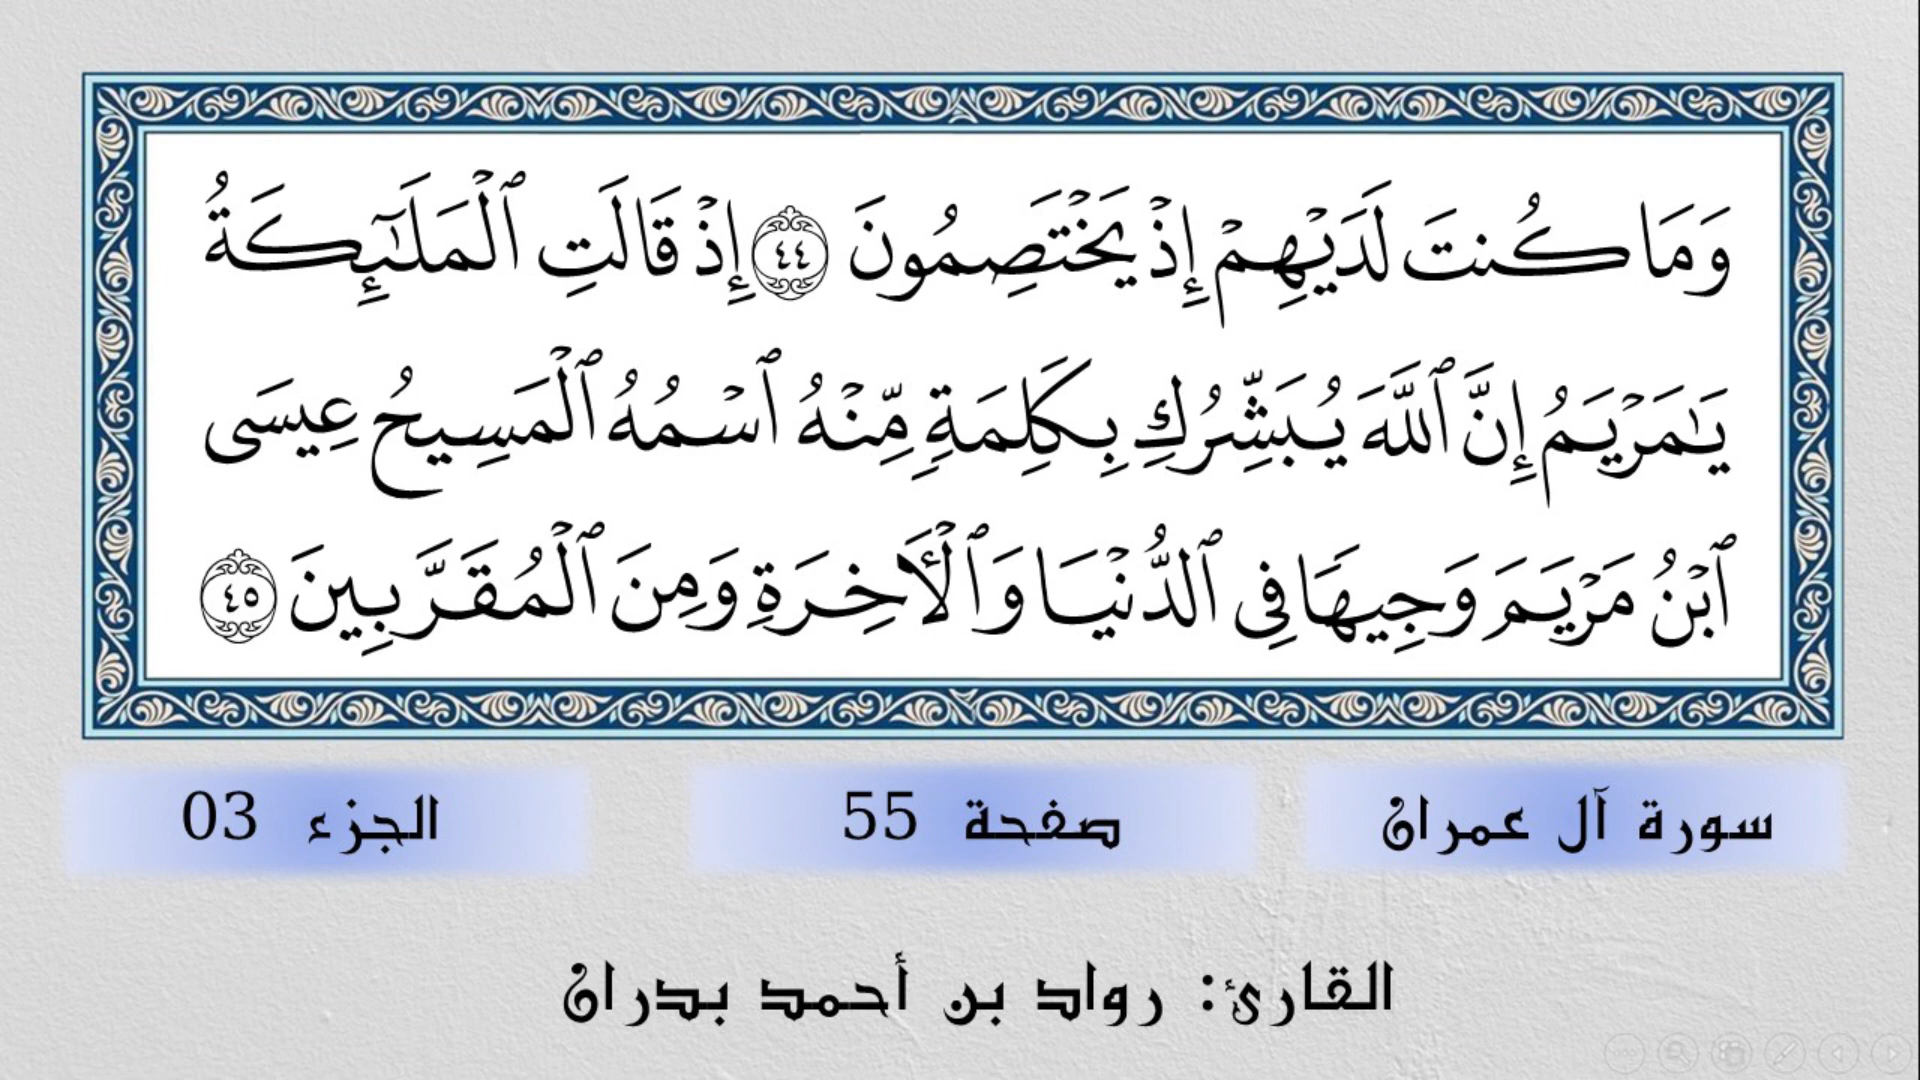 وَمَا كُنتَ لَدَيْهِمْ إِذْ يَخْتَصِمُونَ ٤٤ إِذْ قَالَتِ ٱلْمَلَٰٓئِكَةُ
يَٰمَرْيَمُ إِنَّ ٱللَّهَ يُبَشِّرُكِ بِكَلِمَةٍ مِّنْهُ ٱسْمُهُ ٱلْمَسِيحُ عِيسَى
ٱبْنُ مَرْيَمَ وَجِيهًا فِى ٱلدُّنْيَا وَٱلْأَخِرَةِ وَمِنَ ٱلْمُقَرَّبِينَ ٤٥
سورة آل عمران صفحة 55 الجزء 03
القارئ: رواد بن أحمد بدران